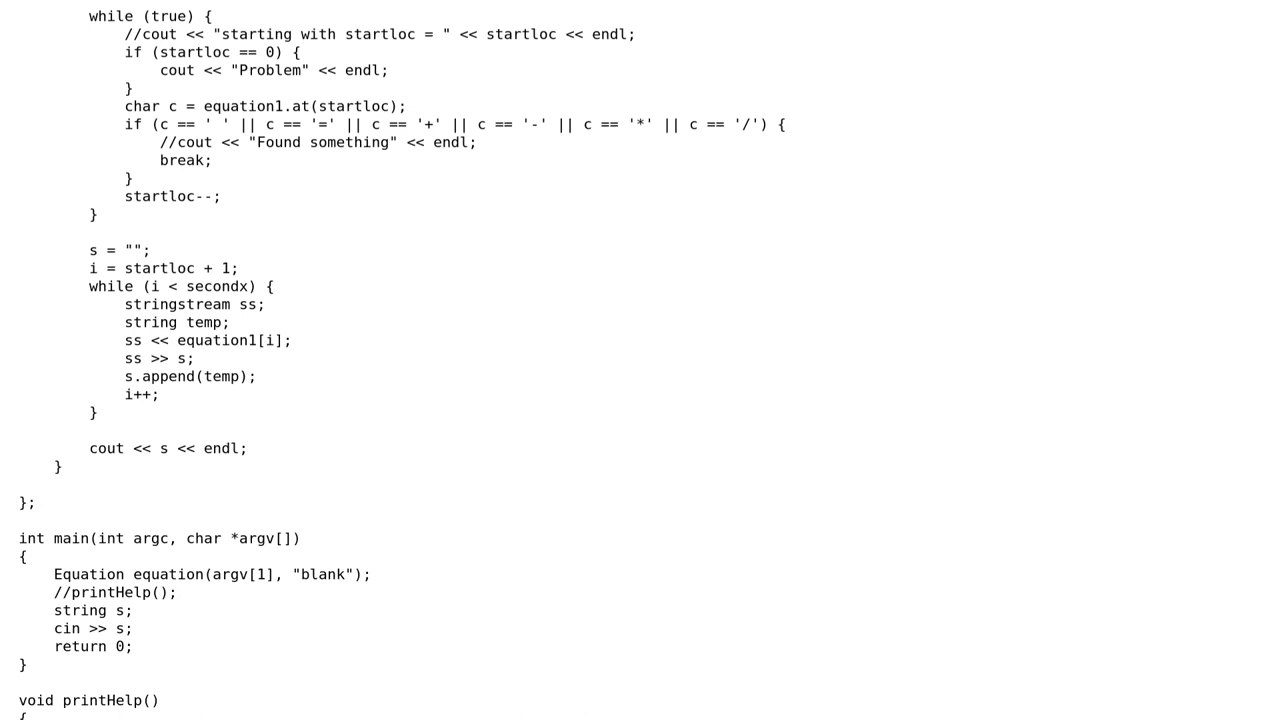 while (true) {
//cout << "starting with startloc = " << startloc << endl;
if (startloc == 0) {
cout << "Problem" << endl;
}
char c = equation1.at(startloc);
if (c == ' ' || c == '=' || c == '+' || c == '-' || c == '*' || c == '/') {
//cout << "Found something" << endl;
break;
}
startloc--;
}
s = "";
i = startloc + 1;
while (i < secondx) {
stringstream ss;
string temp;
ss << equation1[i];
ss >> s;
s.append(temp);
i++;
}
cout << s << endl;
}
};
int main(int argc, char *argv[])
{
Equation equation(argv[1], "blank");
//printHelp();
string s;
cin >> s;
return 0;
}
void printHelp()
{